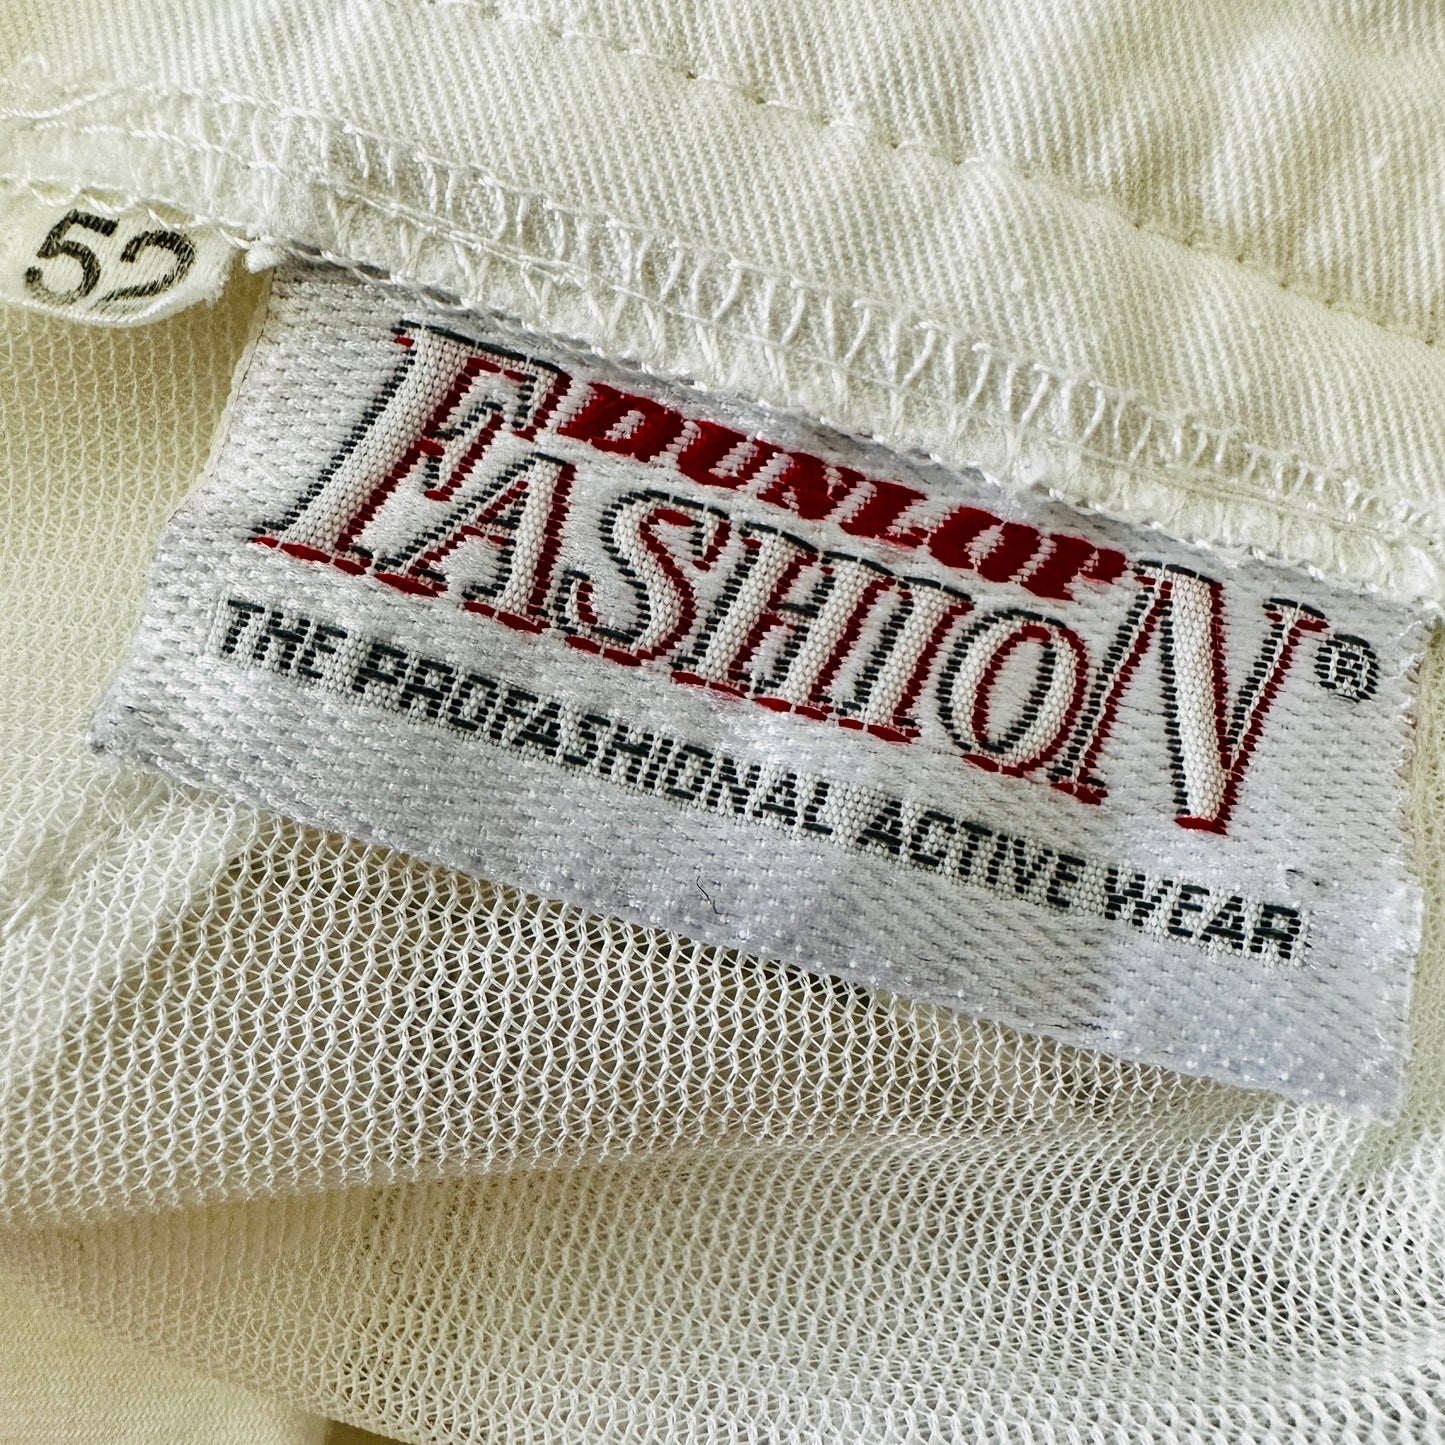 52
DUNLOP
FASHION®
THE PROFASHIONAL ACTIVE WEAR